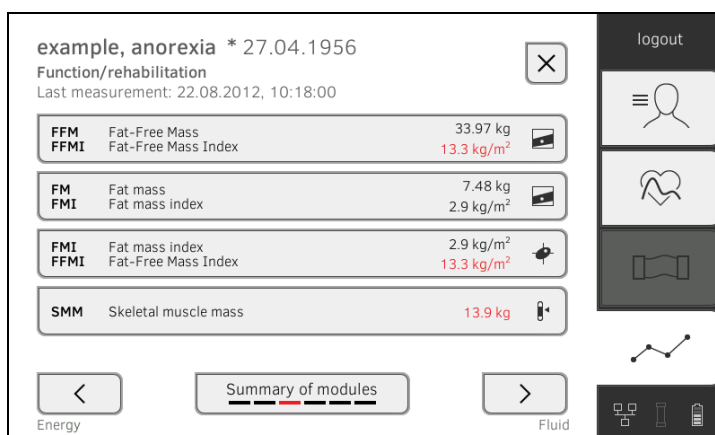 example, anorexia * 27.04.1956
Function/rehabilitation
Last measurement: 22.08.2012, 10:18:00
logout
FFM Fat-Free Mass 33.97 kg
FFMI Fat-Free Mass Index 13.3 kg/m²
FM Fat mass 7.48 kg
FMI Fat mass index 2.9 kg/m²
FMI Fat mass index 2.9 kg/m²
FFMI Fat-Free Mass Index 13.3 kg/m²
SMM Skeletal muscle mass 13.9 kg
Summary of modules
Energy Fluid